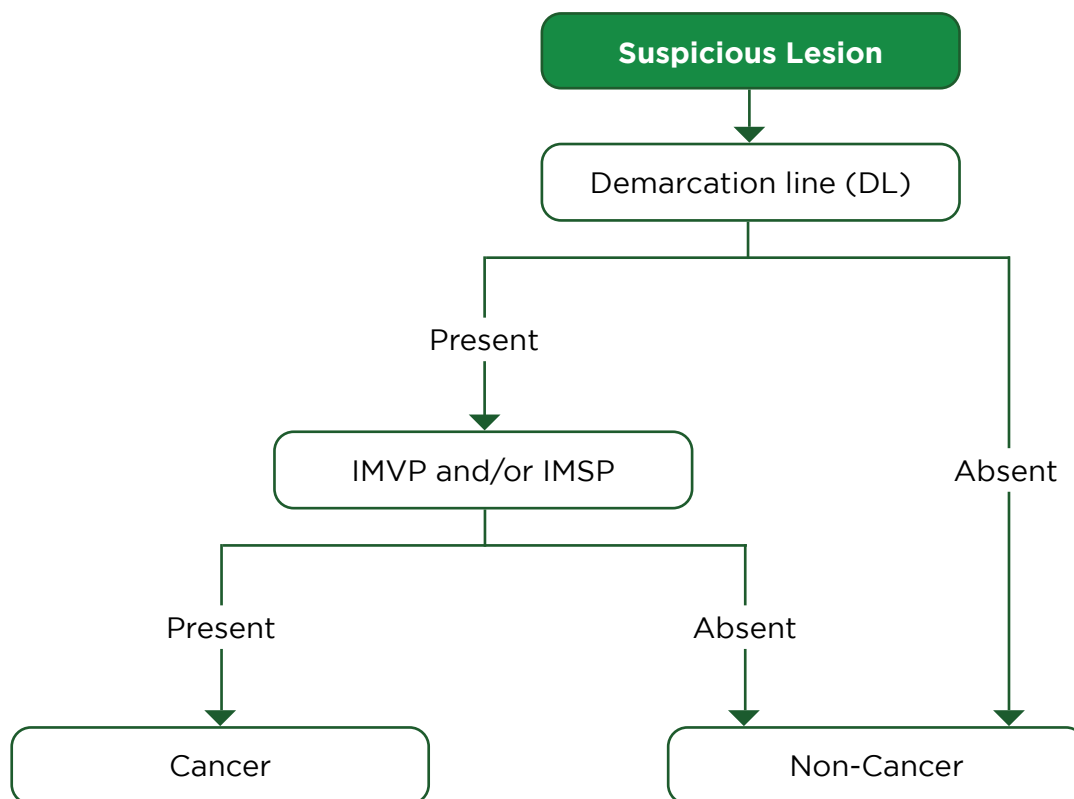 Suspicious Lesion
Demarcation line (DL)
Present
Absent
IMVP and/or IMSP
Present
Absent
Cancer
Non-Cancer